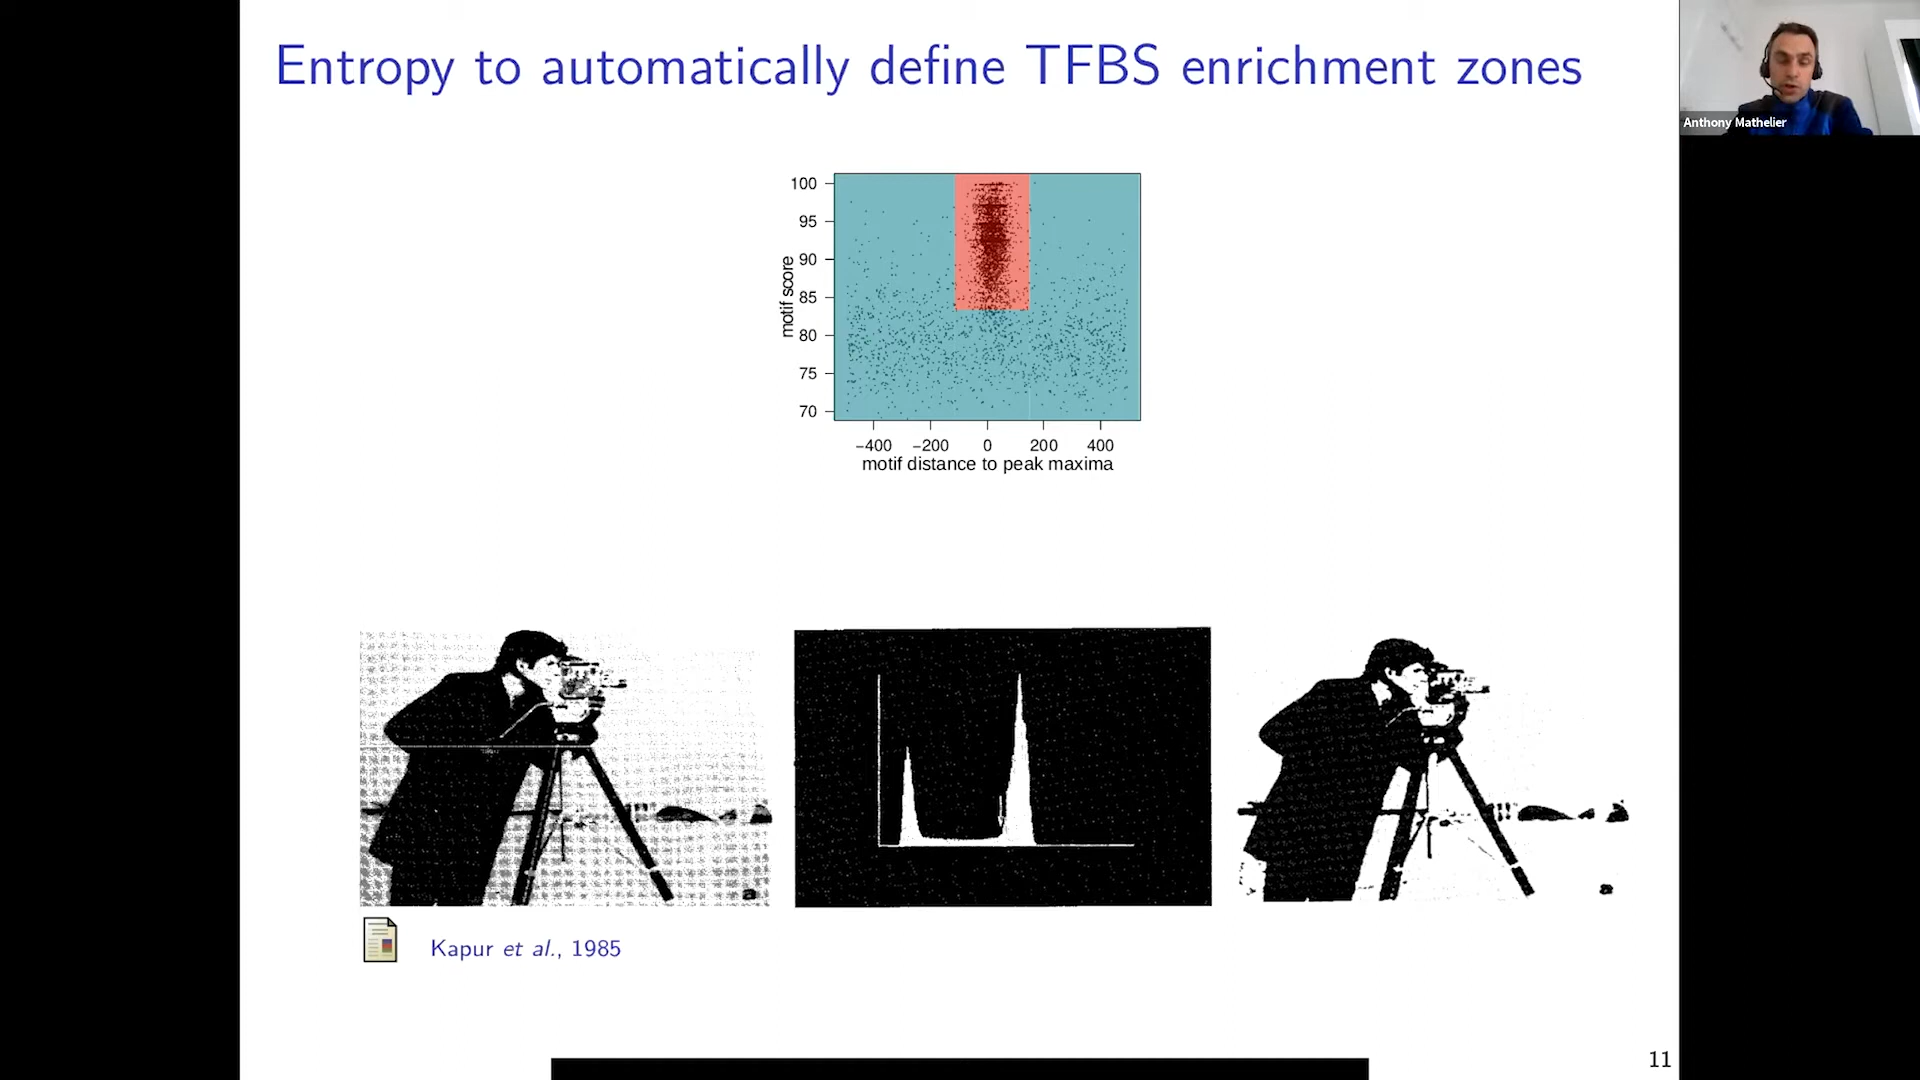 Entropy to automatically define TFBS enrichment zones
Anthony Mathelier
100
95
90
85
80
75
70
motif score
−400 −200 0 200 400
motif distance to peak maxima
a
Kapur et al., 1985
11